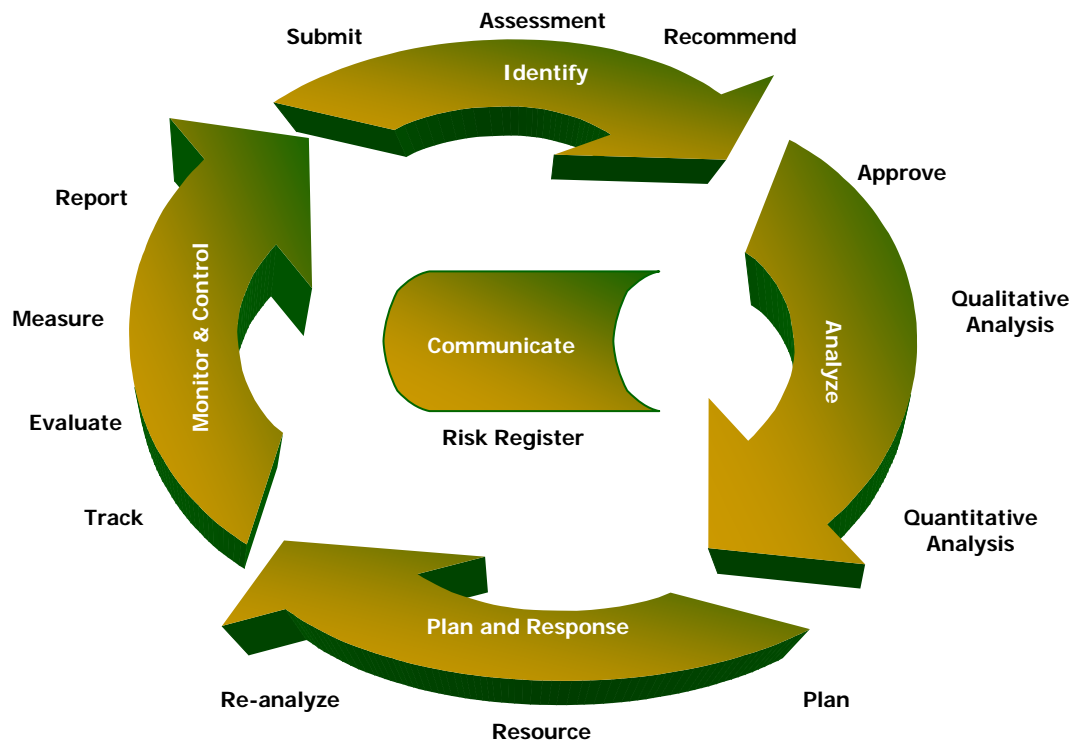 Submit
Assessment
Recommend
Identify
Approve
Qualitative
Analysis
Analyze
Quantitative
Analysis
Plan
Resource
Re-analyze
Plan and Response
Track
Evaluate
Measure
Report
Monitor & Control
Communicate
Risk Register